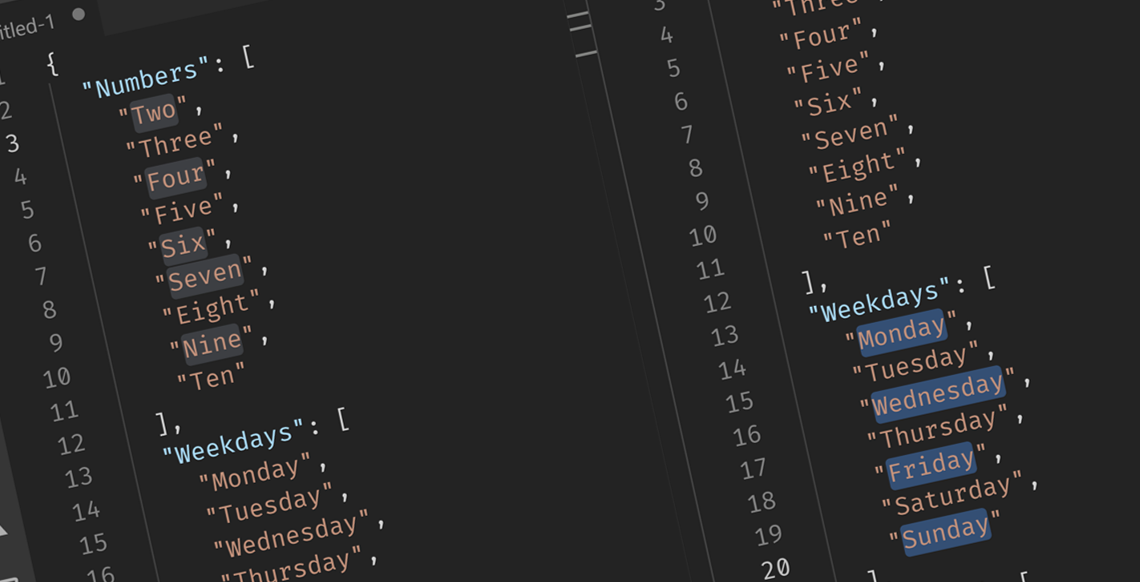 itled-1
1 {
2 "Numbers": [
3 "Two",
4 "Three",
5 "Four",
6 "Five",
7 "Six",
8 "Seven",
9 "Eight",
10 "Nine",
11 "Ten"
12 ],
13 "Weekdays": [
14 "Monday",
15 "Tuesday",
16 "Wednesday",
"Thursday",
3 "Three",
4 "Four",
5 "Five",
6 "Six",
7 "Seven",
8 "Eight",
9 "Nine",
10 "Ten"
11 ],
12 "Weekdays": [
13 "Monday",
14 "Tuesday",
15 "Wednesday",
16 "Thursday",
17 "Friday",
18 "Saturday",
19 "Sunday"
20 ],
[